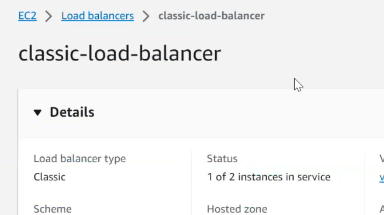 EC2 > Load balancers > classic-load-balancer
classic-load-balancer
Details
Load balancer type
Status
Classic
1 of 2 instances in service
Scheme
Hosted zone